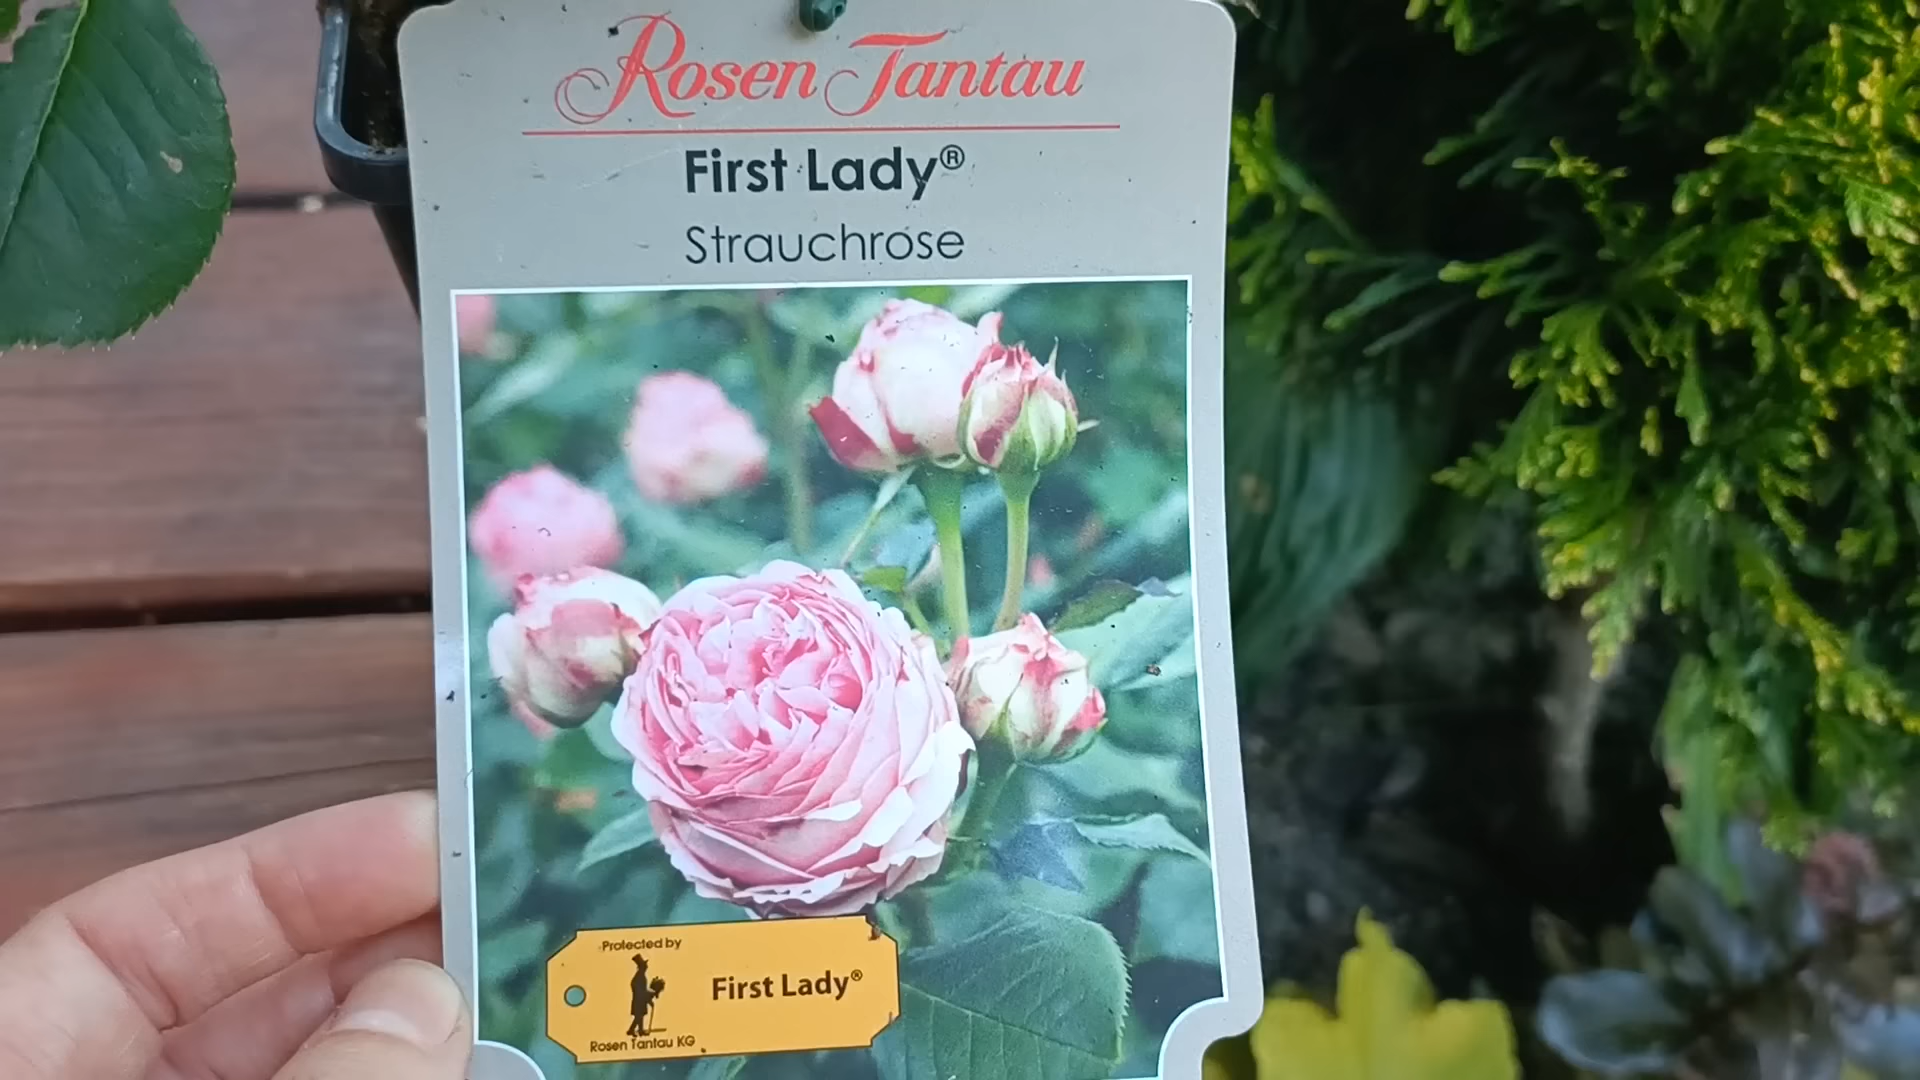 Rosen Tantau
First Lady®
Strauchrose
Protected by
First Lady®
Rosen Tantau KG